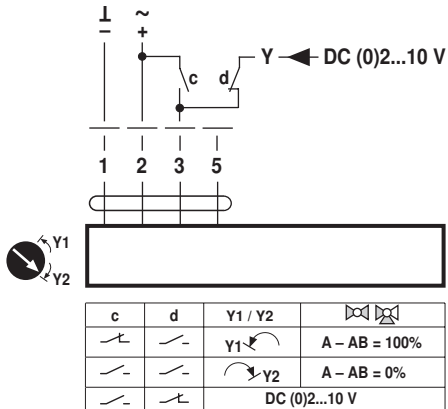 ⊥ ~
− +
c d Y DC (0)2...10 V
1 2 3 5
Y1
Y2
c d Y1 / Y2
Y1 A – AB = 100%
Y2 A – AB = 0%
DC (0)2...10 V